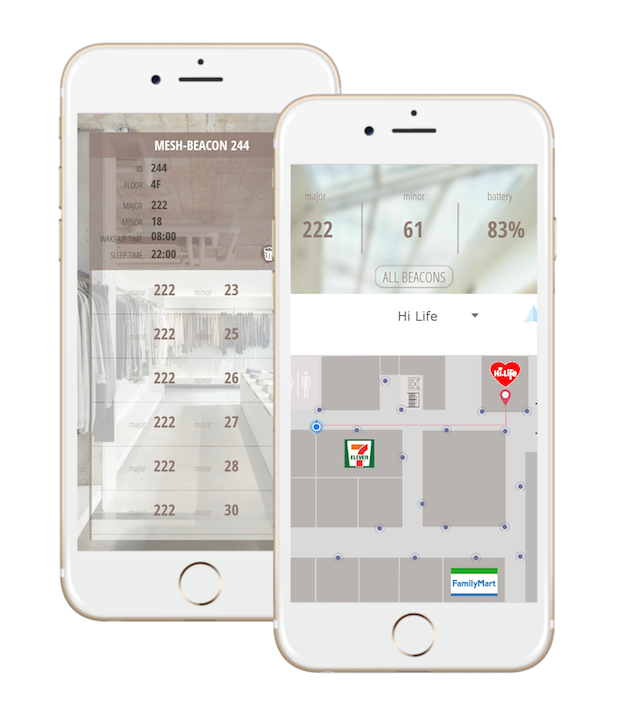 MESH-BEACON 244
ID 244
FLOOR 4F
MAJOR 222
MINOR 18
WAKEUP TIME 08:00
SLEEP TIME 22:00
major 222 minor 23
major 222 minor 25
major 222 minor 26
major 222 minor 27
major 222 minor 28
major 222 minor 30
major minor battery
222 61 83%
ALL BEACONS
Hi Life
Hi-Life
7
ELEVEN
FamilyMart